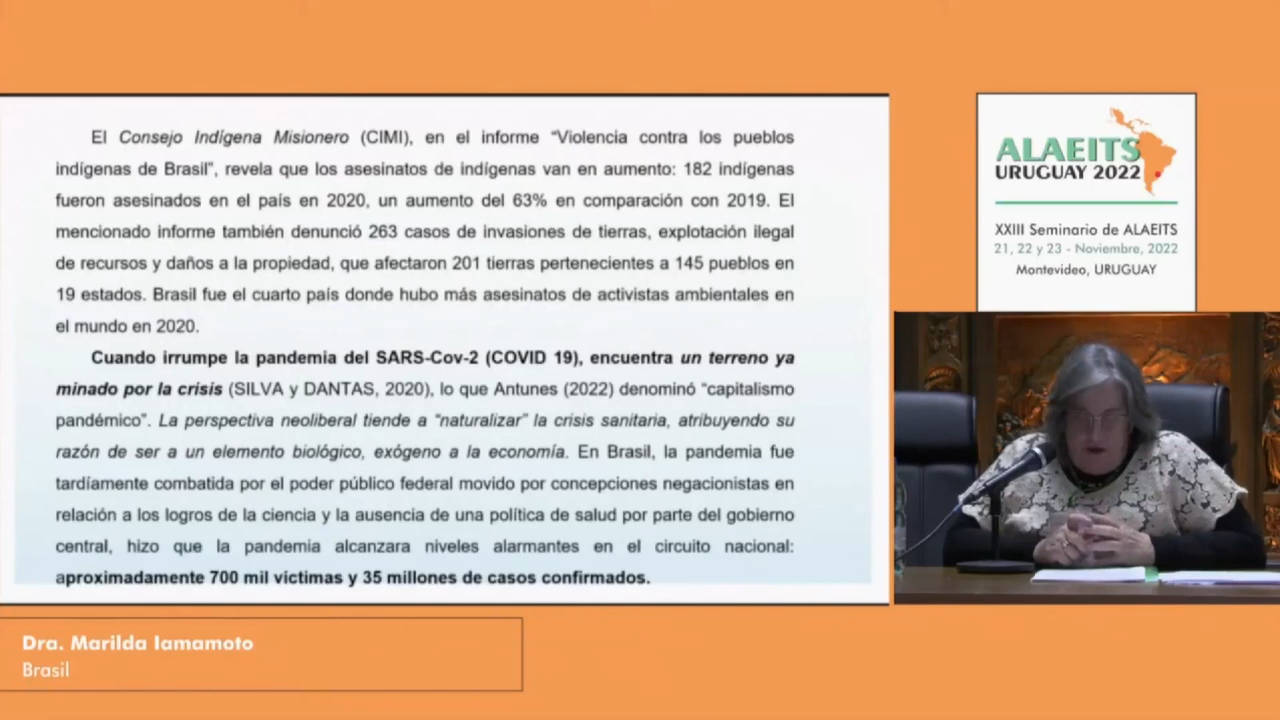 El Consejo Indígena Misionero (CIMI), en el informe “Violencia contra los pueblos
indígenas de Brasil”, revela que los asesinatos de indígenas van en aumento: 182 indígenas
fueron asesinados en el país en 2020, un aumento del 63% en comparación con 2019. El
mencionado informe también denunció 263 casos de invasiones de tierras, explotación ilegal
de recursos y daños a la propiedad, que afectaron 201 tierras pertenecientes a 145 pueblos en
19 estados. Brasil fue el cuarto país donde hubo más asesinatos de activistas ambientales en
el mundo en 2020.
Cuando irrumpe la pandemia del SARS-Cov-2 (COVID 19), encuentra un terreno ya
minado por la crisis (SILVA y DANTAS, 2020), lo que Antunes (2022) denominó “capitalismo
pandémico”. La perspectiva neoliberal tiende a “naturalizar” la crisis sanitaria, atribuyendo su
razón de ser a un elemento biológico, exógeno a la economía. En Brasil, la pandemia fue
tardíamente combatida por el poder público federal movido por concepciones negacionistas en
relación a los logros de la ciencia y la ausencia de una política de salud por parte del gobierno
central, hizo que la pandemia alcanzara niveles alarmantes en el circuito nacional:
aproximadamente 700 mil víctimas y 35 millones de casos confirmados.
ALAEITS
URUGUAY 2022
XXIII Seminario de ALAEITS
21, 22 y 23 - Noviembre, 2022
Montevideo, URUGUAY
Dra. Marilda Iamamoto
Brasil